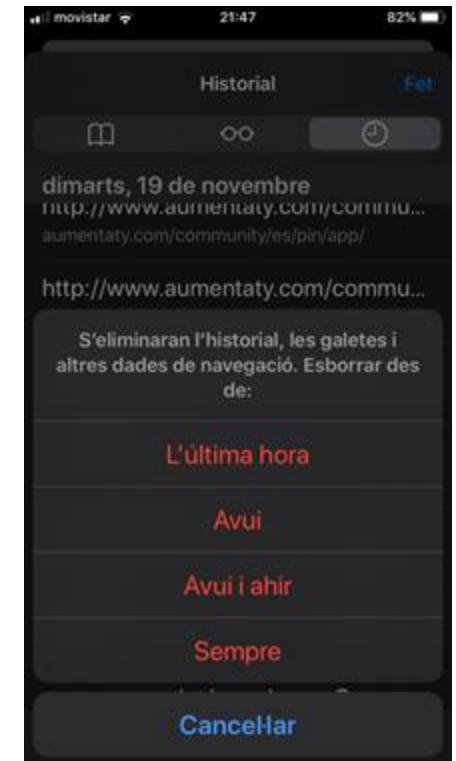 movistar 21:47 82%
Historial Fet
dimarts, 19 de novembre
http://www.aumentaty.com/commu...
aumentaty.com/community/es/pin/app/
http://www.aumentaty.com/commu...
S'eliminaran l'historial, les galetes i
altres dades de navegació. Esborrar des
de:
L'última hora
Avui
Avui i ahir
Sempre
Cancel·lar